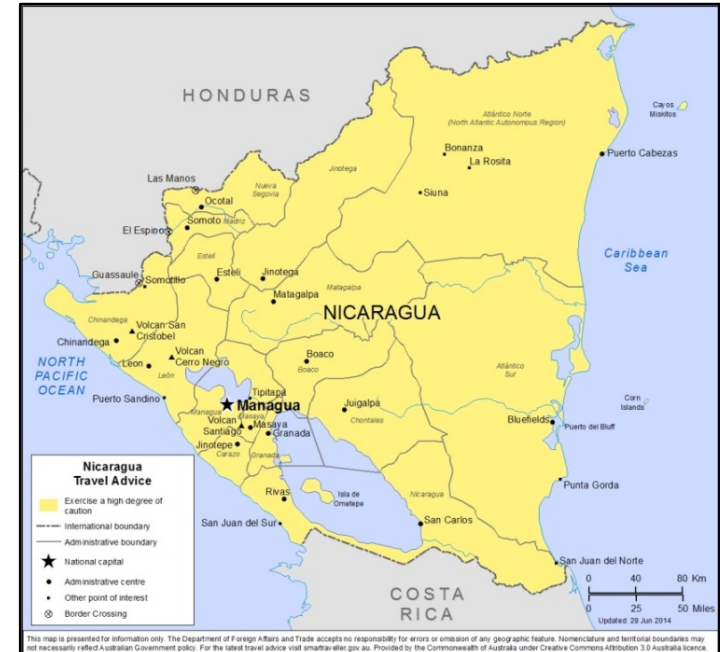 HONDURAS
Cayos
Miskitos
Atlántico Norte
(North Atlantic Autonomous Region)
Bonanza
La Rosita
Puerto Cabezas
Siuna
Jinotega
Las Manos
Nueva
Segovia
Ocotal
Somoto
Madriz
El Espinos
Caribbean
Sea
Guassaule
Somotillo
Estelí
Esteli
Jinotega
Matagalpa
Matagalpa
NICARAGUA
Chinandega
Volcan San
Cristobel
Chinandega
Volcan
Cerro Negro
Leon
León
NORTH
PACIFIC
OCEAN
Boaco
Boaco
Atlántico
Sur
Puerto Sandino
Tipitapa
Managua
Managua
Masaya
Volcan
Santiago
Masaya
Granada
Jinotepe
Carazo
Granada
Juigalpa
Chontales
Corn
Islands
Bluefields
Puerto del Bluff
Rivas
Isla de
Ometepe
Nicaragua
Punta Gorda
San Juan del Sur
San Carlos
San Juan del Norte
COSTA
RICA
Nicaragua
Travel Advice
Exercise a high degree of
caution
International boundary
Administrative boundary
National capital
Administrative centre
Other point of interest
Border Crossing
0 40 80 Km
0 25 50 Miles
Updated: 28 Jun 2014
This map is presented for information only. The Department of Foreign Affairs and Trade accepts no responsibility for errors or omission of any geographic feature. Nomenclature and territorial boundaries may
not necessarily reflect Australian Government policy. For the latest travel advice visit smartraveller.gov.au. Provided by the Commonwealth of Australia under Creative Commons Attribution 3.0 Australia licence.